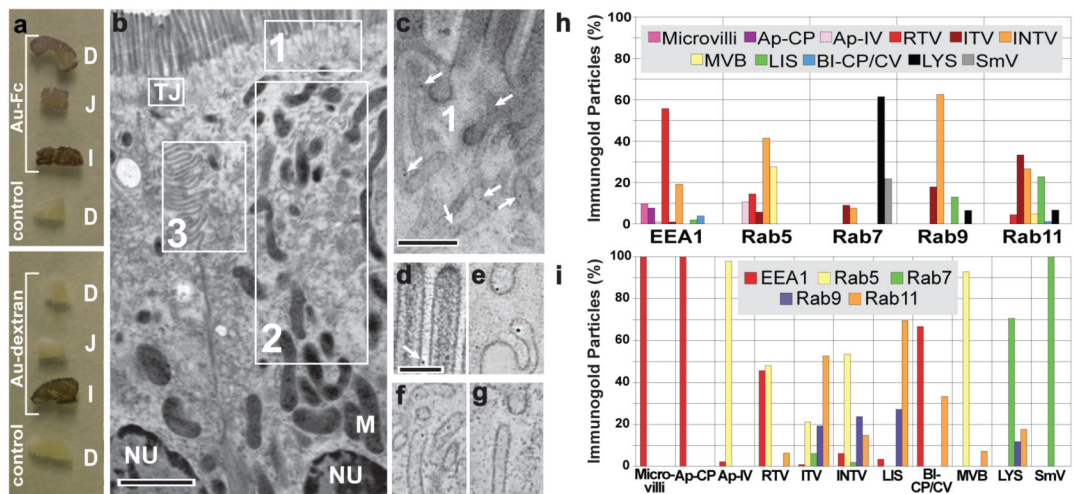 a
Au-Fc
D
J
I
control
D
Au-dextran
D
J
I
control
D
b
1
TJ
3
2
M
NU
NU
c
1
d
e
f
g
h
Immunogold Particles (%)
100
80
60
40
20
0
Microvilli Ap-CP Ap-IV RTV ITV INTV
MVB LIS BI-CP/CV LYS SmV
EEA1 Rab5 Rab7 Rab9 Rab11
i
Immunogold Particles (%)
100
80
60
40
20
0
EEA1 Rab5 Rab7
Rab9 Rab11
Micro-villi Ap-CP Ap-IV RTV ITV INTV LIS BI-CP/CV MVB LYS SmV